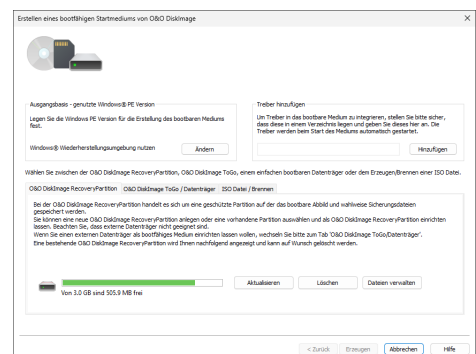 Erstellen eines bootfähigen Startmediums von O&O DiskImage
Ausgangsbasis - genutzte Windows® PE Version
Legen Sie die Windows PE Version für die Erstellung des bootbaren Mediums
fest.
Windows® Wiederherstellungsumgebung nutzen
Ändern
Treiber hinzufügen
Um Treiber in das bootbare Medium zu integrieren, stellen Sie bitte sicher,
dass diese in einem Verzeichnis liegen und geben Sie dieses hier an. Die
Treiber werden beim Start des Mediums automatisch gestartet.
Hinzufügen
Wählen Sie zwischen der O&O DiskImage RecoveryPartition, O&O DiskImage ToGo, einem einfachen bootbaren Datenträger oder dem Erzeugen/Brennen einer ISO Datei.
O&O DiskImage RecoveryPartition O&O DiskImage ToGo / Datenträger ISO Datei / Brennen
Bei der O&O DiskImage RecoveryPartition handelt es sich um eine geschützte Partition auf der das bootbare Abbild und wahlweise Sicherungsdateien
gespeichert werden.
Sie können eine neue O&O DiskImage RecoveryPartition anlegen oder eine vorhandene Partition auswählen und als O&O DiskImage RecoveryPartition einrichten
lassen. Beachten Sie, dass externe Datenträger nicht geeignet sind.
Wenn Sie einen externen Datenträger als bootfähiges Medium einrichten lassen wollen, wechseln Sie bitte zum Tab 'O&O DiskImage ToGo/Datenträger'.
Eine bestehende O&O DiskImage RecoveryPartition wird Ihnen nachfolgend angezeigt und kann auf Wunsch gelöscht werden.
Aktualisieren Löschen Dateien verwalten
Von 3.0 GB sind 505.9 MB frei
< Zurück Erzeugen Abbrechen Hilfe